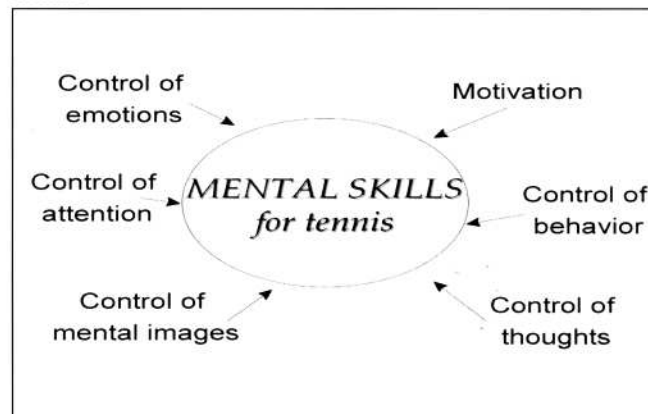 Control of
emotions
Motivation
Control of
attention
MENTAL SKILLS
for tennis
Control of
behavior
Control of
mental images
Control of
thoughts